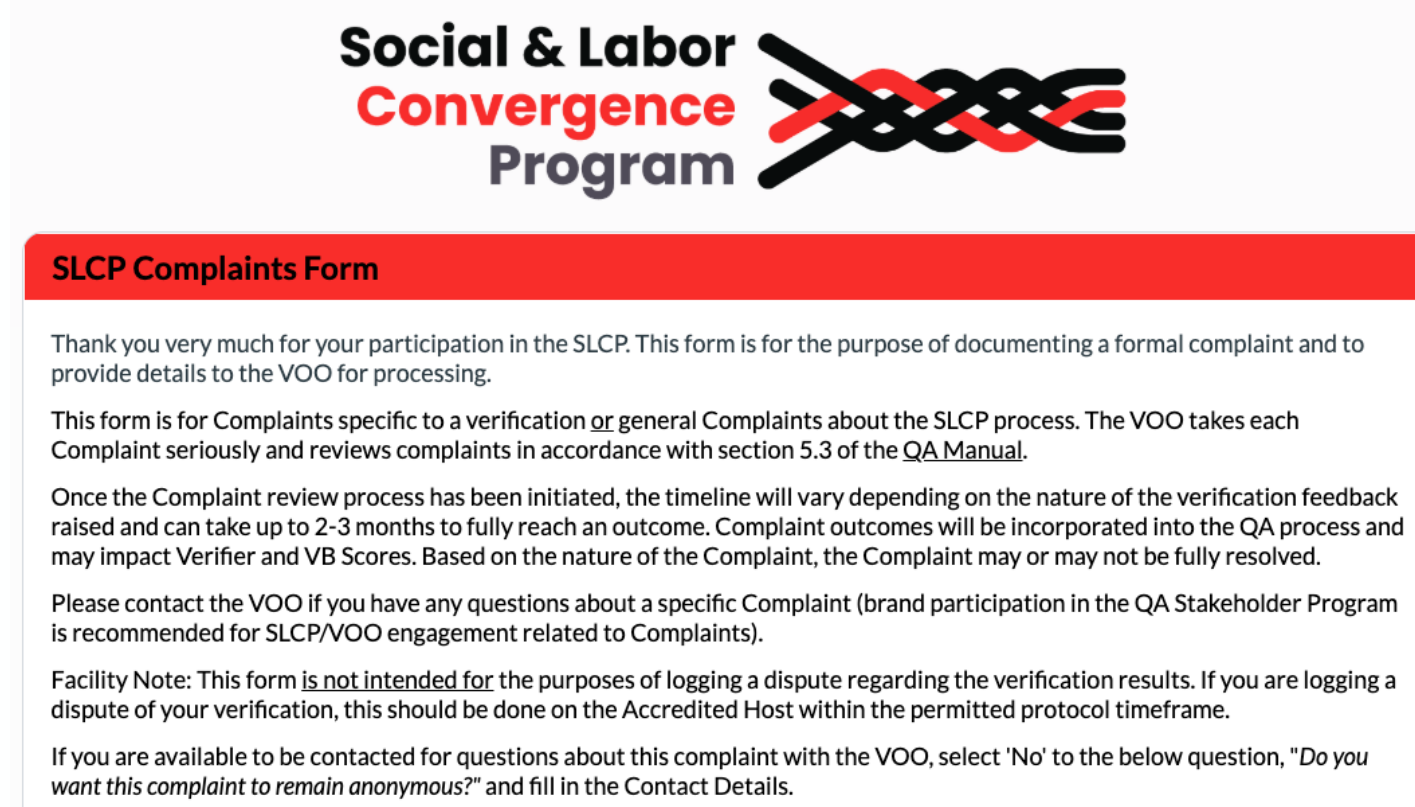 Social & Labor
Convergence
Program
SLCP Complaints Form
Thank you very much for your participation in the SLCP. This form is for the purpose of documenting a formal complaint and to
provide details to the VOO for processing.
This form is for Complaints specific to a verification or general Complaints about the SLCP process. The VOO takes each
Complaint seriously and reviews complaints in accordance with section 5.3 of the QA Manual.
Once the Complaint review process has been initiated, the timeline will vary depending on the nature of the verification feedback
raised and can take up to 2-3 months to fully reach an outcome. Complaint outcomes will be incorporated into the QA process and
may impact Verifier and VB Scores. Based on the nature of the Complaint, the Complaint may or may not be fully resolved.
Please contact the VOO if you have any questions about a specific Complaint (brand participation in the QA Stakeholder Program
is recommended for SLCP/VOO engagement related to Complaints).
Facility Note: This form is not intended for the purposes of logging a dispute regarding the verification results. If you are logging a
dispute of your verification, this should be done on the Accredited Host within the permitted protocol timeframe.
If you are available to be contacted for questions about this complaint with the VOO, select 'No' to the below question, "Do you
want this complaint to remain anonymous?" and fill in the Contact Details.